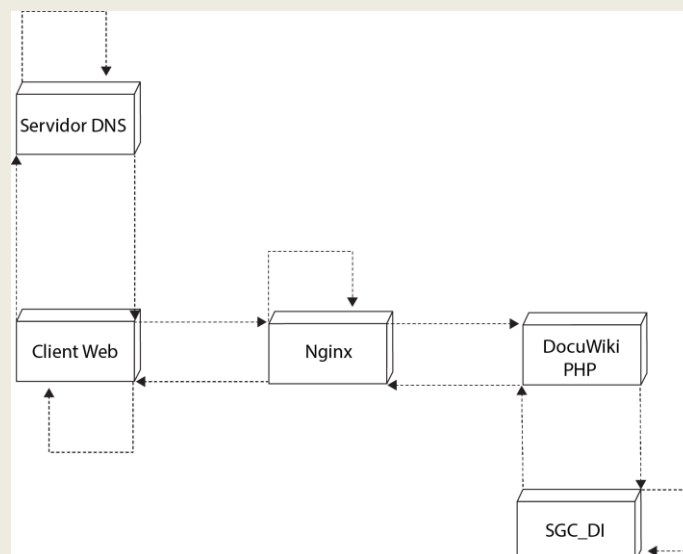 Servidor DNS
Client Web
Nginx
DocuWiki
PHP
SGC_DI